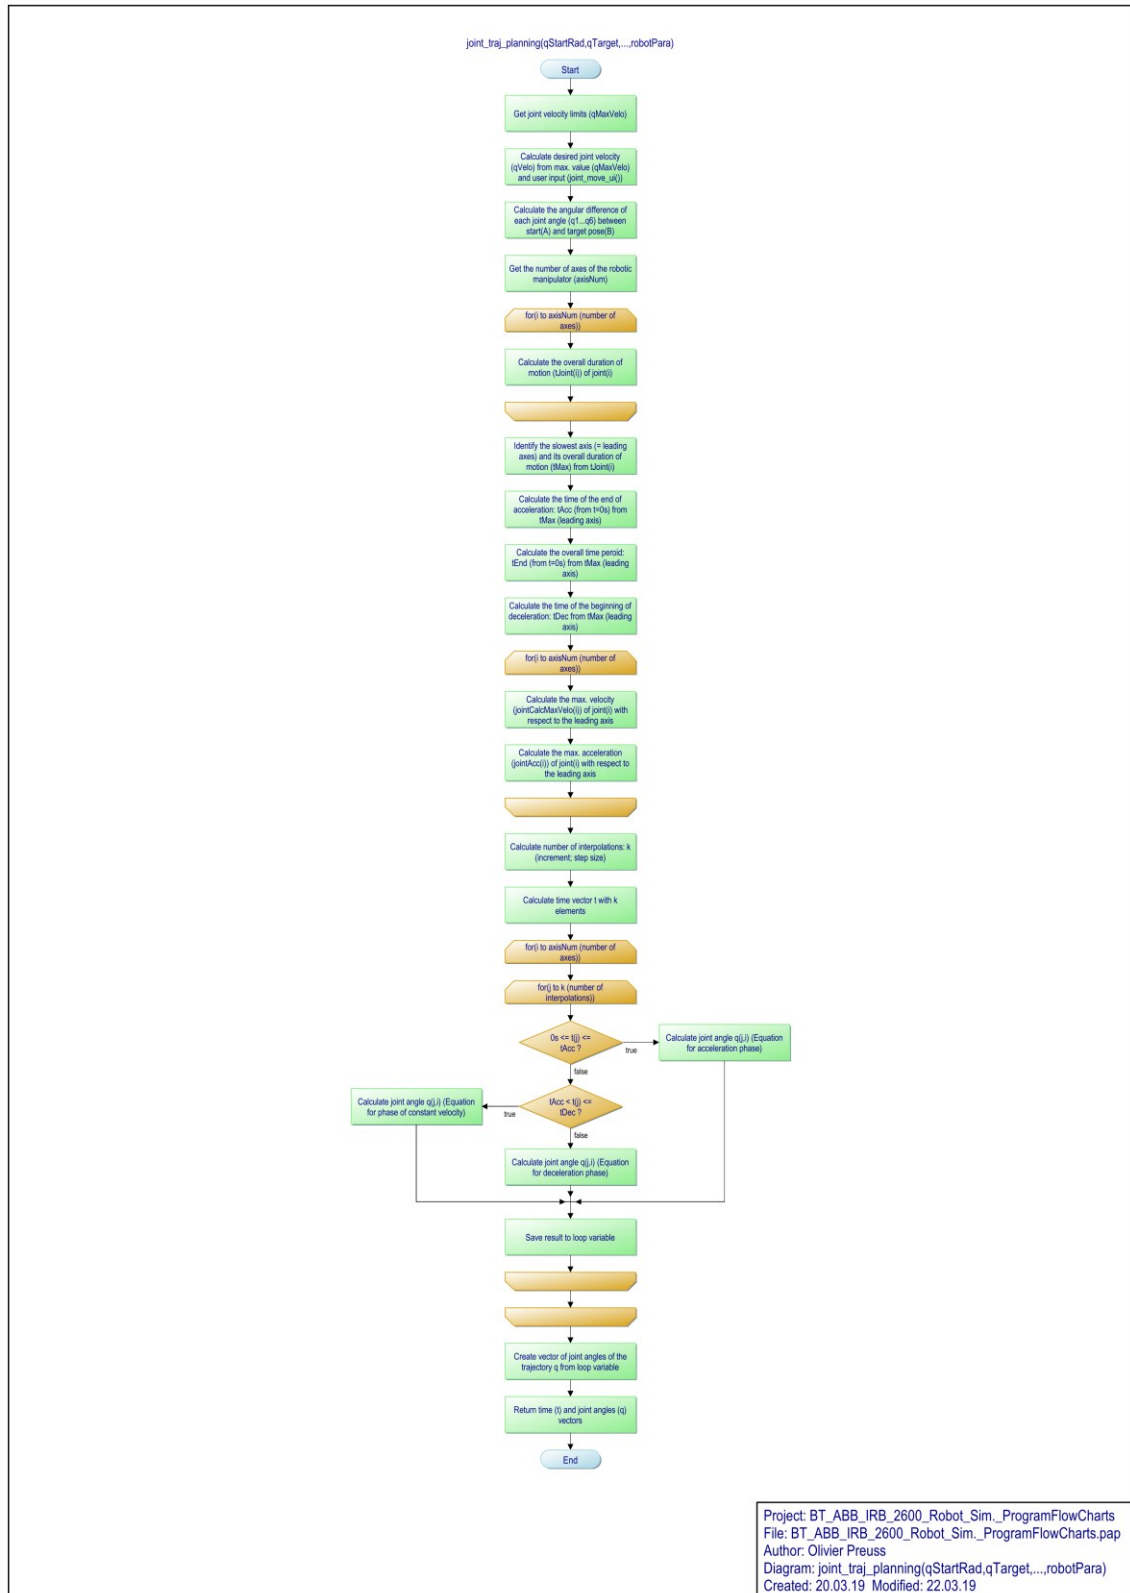 joint_traj_planning(qStartRad,qTarget,...,robotPara)
Start
Get joint velocity limits (qMaxVelo)
Calculate desired joint velocity
(qVelo) from max. value (qMaxVelo)
and user input (joint_move_ui())
Calculate the angular difference of
each joint angle (q1...q6) between
start(A) and target pose(B)
Get the number of axes of the robotic
manipulator (axisNum)
for(i to axisNum (number of
axes))
Calculate the overall duration of
motion (tJoint(i)) of joint(i)
Identify the slowest axis (= leading
axes) and its overall duration of
motion (tMax) from tJoint(i)
Calculate the time of the end of
acceleration: tAcc (from t=0s) from
tMax (leading axis)
Calculate the overall time peroid:
tEnd (from t=0s) from tMax (leading
axis)
Calculate the time of the beginning of
deceleration: tDec from tMax (leading
axis)
for(i to axisNum (number of
axes))
Calculate the max. velocity
(jointCalcMaxVelo(i)) of joint(i) with
respect to the leading axis
Calculate the max. acceleration
(jointAcc(i)) of joint(i) with respect to
the leading axis
Calculate number of interpolations: k
(increment; step size)
Calculate time vector t with k
elements
for(i to axisNum (number of
axes))
for(j to k (number of
interpolations))
0s <= t(j) <=
tAcc ?
true
Calculate joint angle q(j,i) (Equation
for acceleration phase)
false
tAcc < t(j) <=
tDec ?
true
Calculate joint angle q(j,i) (Equation
for phase of constant velocity)
false
Calculate joint angle q(j,i) (Equation
for deceleration phase)
Save result to loop variable
Create vector of joint angles of the
trajectory q from loop variable
Return time (t) and joint angles (q)
vectors
End
Project: BT_ABB_IRB_2600_Robot_Sim._ProgramFlowCharts
File: BT_ABB_IRB_2600_Robot_Sim._ProgramFlowCharts.pap
Author: Olivier Preuss
Diagram: joint_traj_planning(qStartRad,qTarget,...,robotPara)
Created: 20.03.19 Modified: 22.03.19